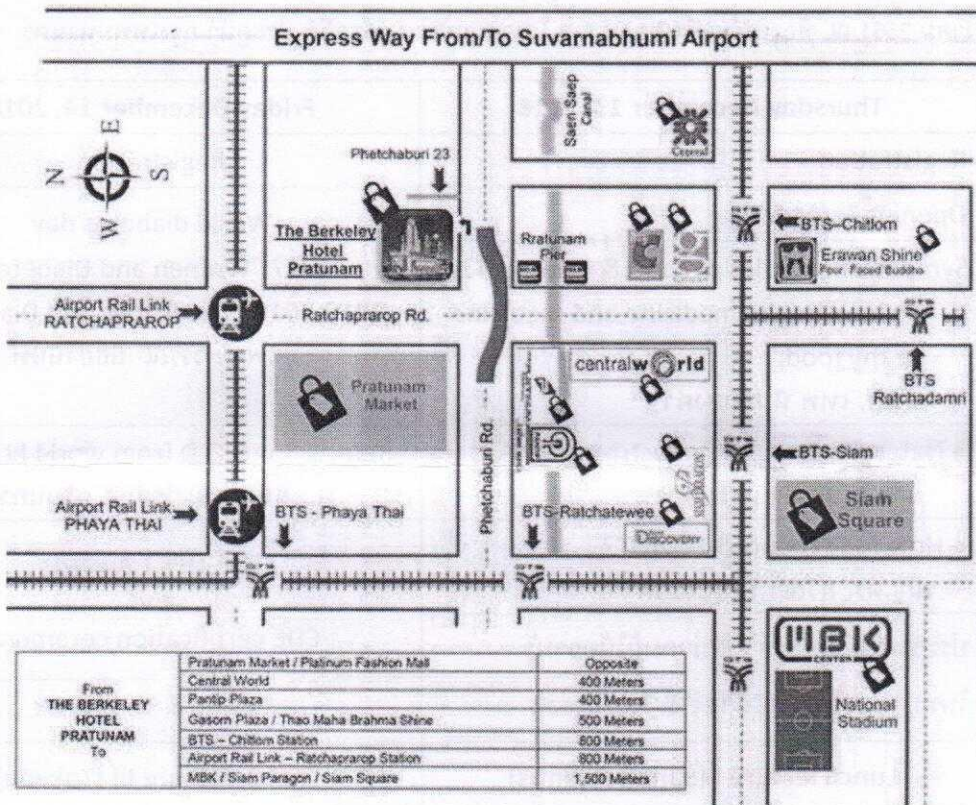 Express Way From/To Suvarnabhumi Airport
Saen Saep
Canal
E
N
S
W
Phetchaburi 23
Central
The Berkeley
Hotel
Pratunam
Rratunam
Pier
BTS-Chitlom
Erawan Shine
Four Faced Buddha
Airport Rail Link
RATCHAPRAROP
Ratchaprarop Rd.
Pratunam
Market
centralworld
BTS
Ratchadamri
Phetchaburi Rd.
BTS-Siam
Siam
Square
Airport Rail Link
PHAYA THAI
BTS - Phaya Thai
BTS-Ratchatewee
DISCOVERY
MBK
CENTER
National
Stadium
From
THE BERKELEY
HOTEL
PRATUNAM
To
Pratunam Market / Platinum Fashion Mall Opposite
Central World 400 Meters
Pantip Plaza 400 Meters
Gasorn Plaza / Thao Maha Brahma Shine 500 Meters
BTS – Chitlom Station 800 Meters
Airport Rail Link – Ratchaprarop Station 800 Meters
MBK / Siam Paragon / Siam Square 1,500 Meters